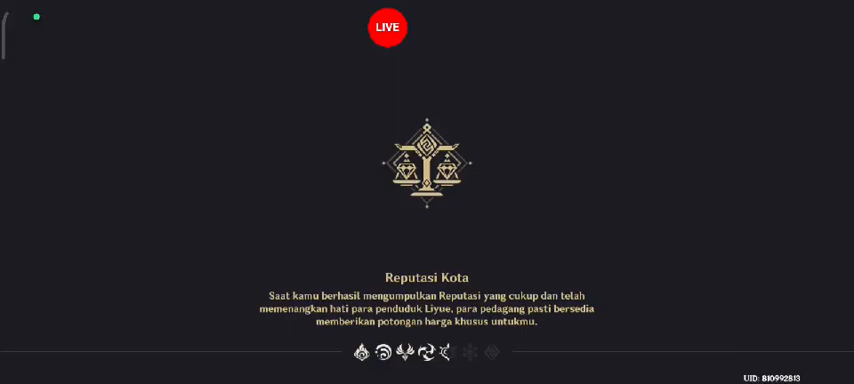 LIVE
Reputasi Kota
Saat kamu berhasil mengumpulkan Reputasi yang cukup dan telah
memenangkan hati para penduduk Liyue, para pedagang pasti bersedia
memberikan potongan harga khusus untukmu.
UID: 810992813